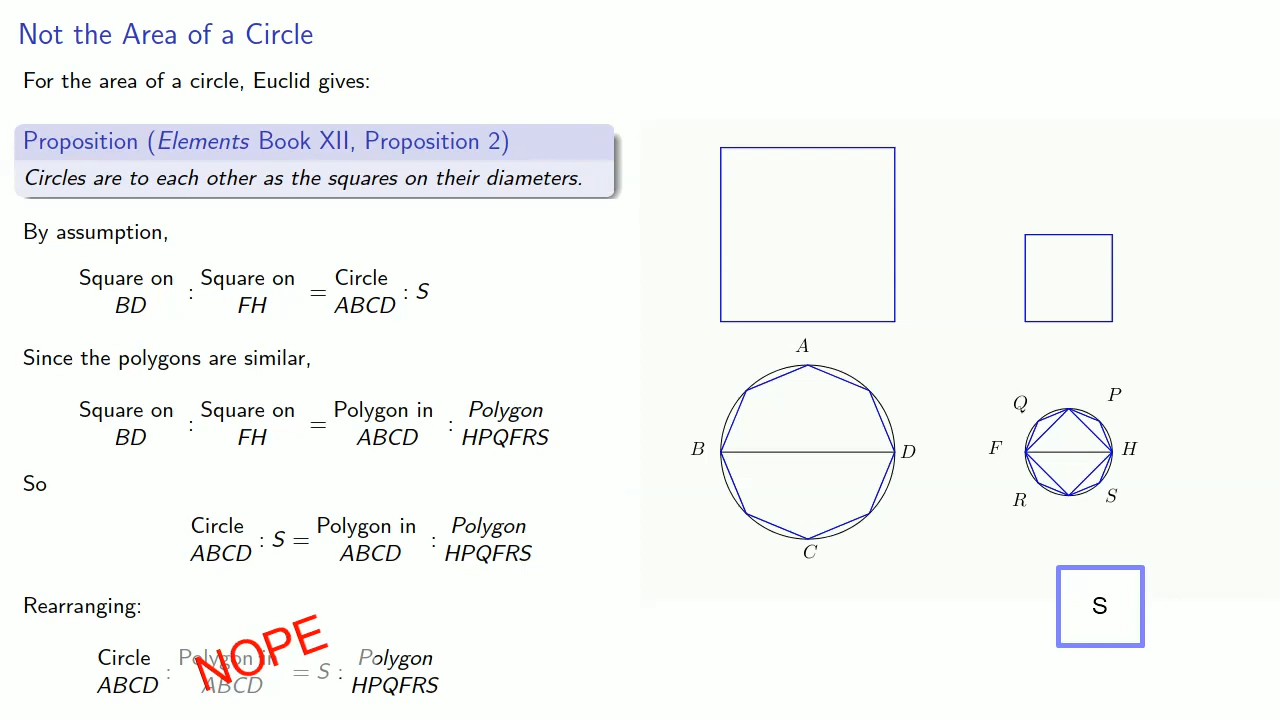 Not the Area of a Circle
For the area of a circle, Euclid gives:
Proposition (Elements Book XII, Proposition 2)
Circles are to each other as the squares on their diameters.
By assumption,
Square on : Square on = Circle : S
BD FH ABCD
Since the polygons are similar,
Square on : Square on = Polygon in : Polygon
BD FH ABCD HPQFRS
So
Circle : S = Polygon in : Polygon
ABCD ABCD HPQFRS
Rearranging:
Circle : Polygon in = S : Polygon
ABCD ABCD HPQFRS
NOPE
A
B
D
C
Q
P
F
H
R
S
S